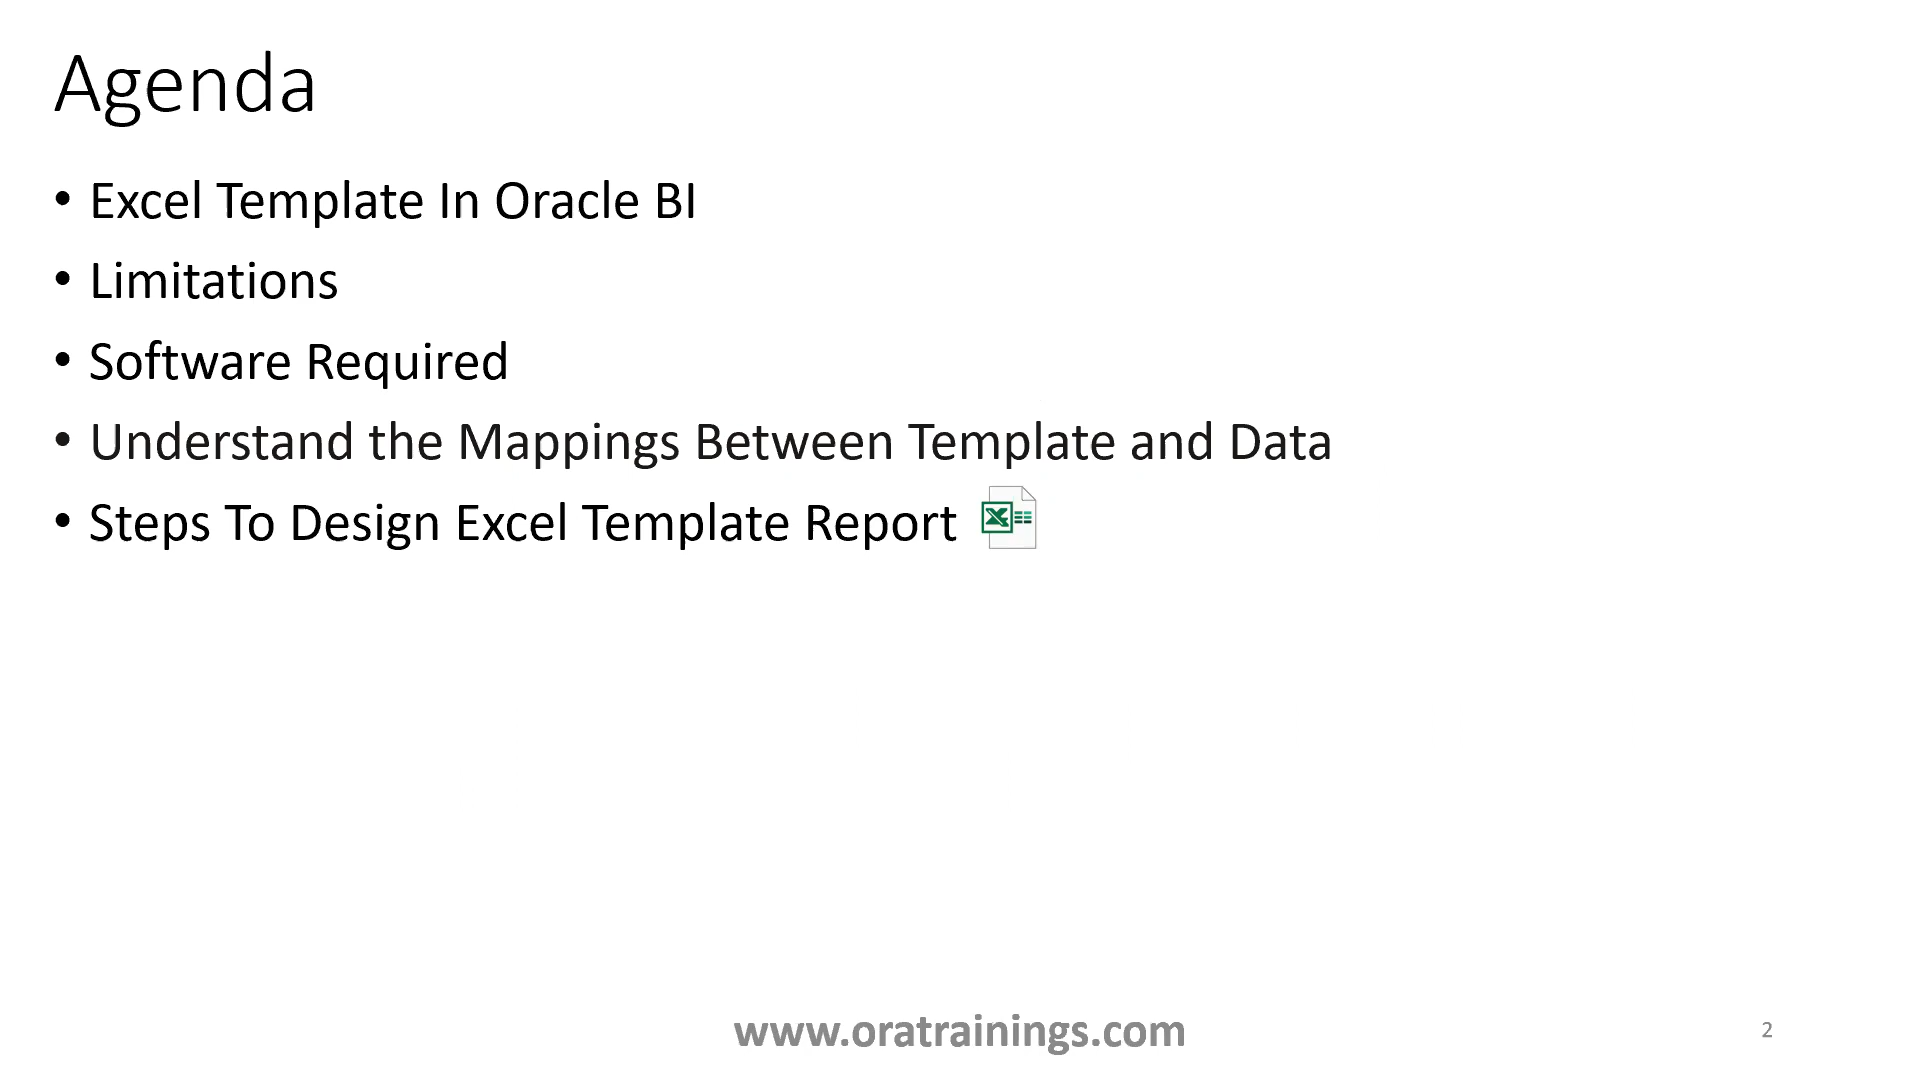 Agenda
• Excel Template In Oracle BI
• Limitations
• Software Required
• Understand the Mappings Between Template and Data
• Steps To Design Excel Template Report
www.oratrainings.com
2